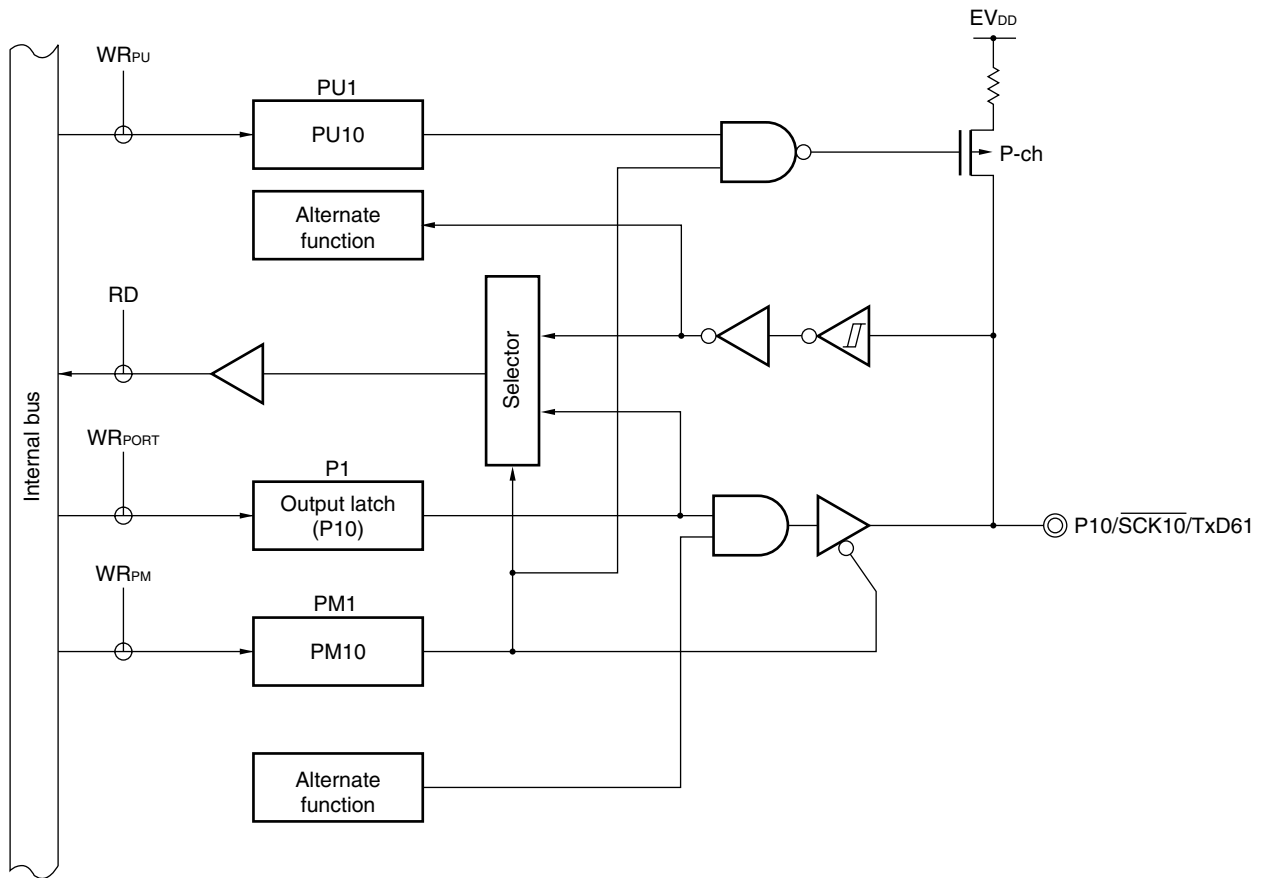 EVDD
WRPU
PU1
PU10
P-ch
Alternate
function
RD
Selector
Internal bus
WRPORT
P1
Output latch
(P10)
P10/SCK10/TxD61
WRPM
PM1
PM10
Alternate
function